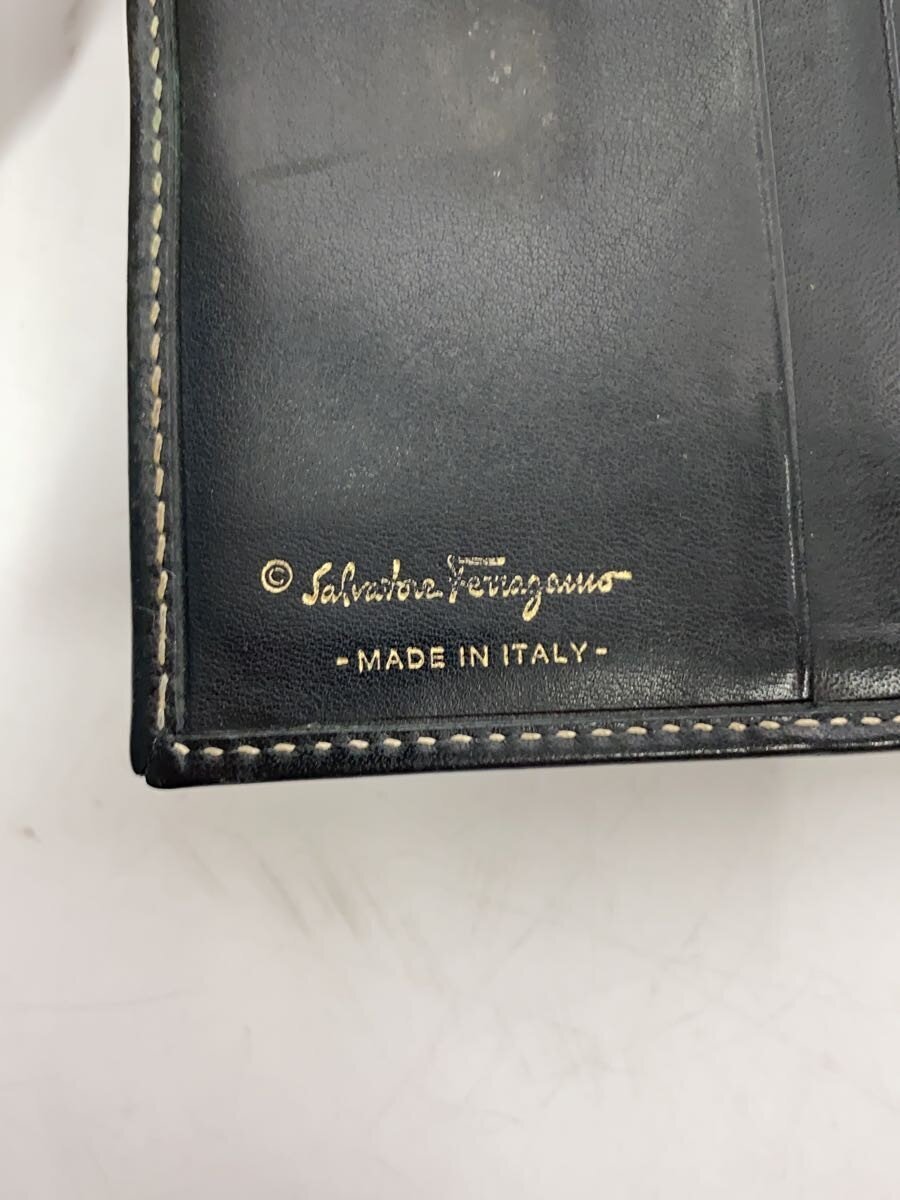 © Salvatore Ferragamo
- MADE IN ITALY -